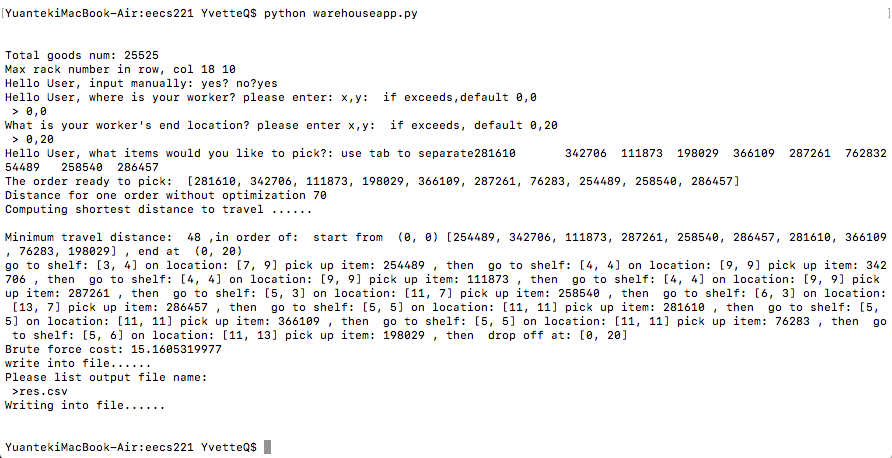 [YuantekiMacBook-Air:eecs221 YvetteQ$ python warehouseapp.py ]
Total goods num: 25525
Max rack number in row, col 18 10
Hello User, input manually: yes? no?yes
Hello User, where is your worker? please enter: x,y:  if exceeds,default 0,0
 > 0,0
What is your worker's end location? please enter x,y:  if exceeds, default 0,20
 > 0,20
Hello User, what items would you like to pick?: use tab to separate281610       342706  111873  198029  366109  287261  762832
54489   258540  286457
The order ready to pick:  [281610, 342706, 111873, 198029, 366109, 287261, 76283, 254489, 258540, 286457]
Distance for one order without optimization 70
Computing shortest distance to travel ......
Minimum travel distance:  48 ,in order of:  start from  (0, 0) [254489, 342706, 111873, 287261, 258540, 286457, 281610, 366109
, 76283, 198029] , end at  (0, 20)
go to shelf: [3, 4] on location: [7, 9] pick up item: 254489 , then  go to shelf: [4, 4] on location: [9, 9] pick up item: 342
706 , then  go to shelf: [4, 4] on location: [9, 9] pick up item: 111873 , then  go to shelf: [4, 4] on location: [9, 9] pick
up item: 287261 , then  go to shelf: [5, 3] on location: [11, 7] pick up item: 258540 , then  go to shelf: [6, 3] on location:
 [13, 7] pick up item: 286457 , then  go to shelf: [5, 5] on location: [11, 11] pick up item: 281610 , then  go to shelf: [5,
5] on location: [11, 11] pick up item: 366109 , then  go to shelf: [5, 5] on location: [11, 11] pick up item: 76283 , then  go
 to shelf: [5, 6] on location: [11, 13] pick up item: 198029 , then  drop off at: [0, 20]
Brute force cost: 15.1605319977
write into file......
Please list output file name:
 >res.csv
Writing into file......
YuantekiMacBook-Air:eecs221 YvetteQ$